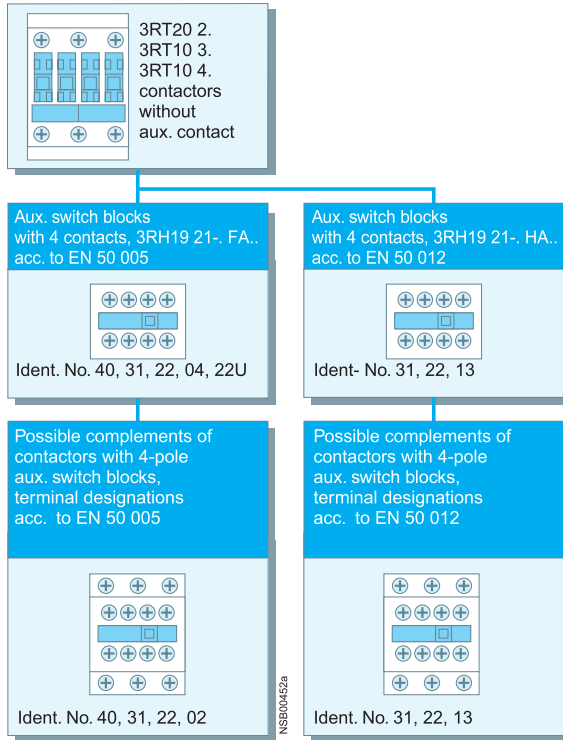 3RT20 2.
3RT10 3.
3RT10 4.
contactors
without
aux. contact
Aux. switch blocks
with 4 contacts, 3RH19 21-. FA..
acc. to EN 50 005
Ident. No. 40, 31, 22, 04, 22U
Aux. switch blocks
with 4 contacts, 3RH19 21-. HA..
acc. to EN 50 012
Ident- No. 31, 22, 13
Possible complements of
contactors with 4-pole
aux. switch blocks,
terminal designations
acc. to EN 50 005
Ident. No. 40, 31, 22, 02
Possible complements of
contactors with 4-pole
aux. switch blocks,
terminal designations
acc. to EN 50 012
Ident. No. 31, 22, 13
NSB00452a